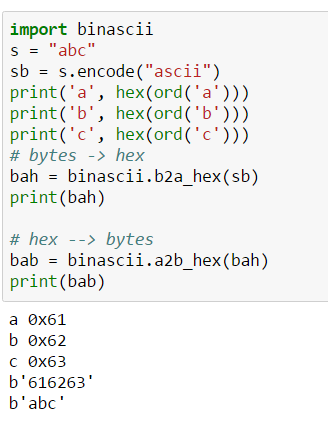 import binascii
s = "abc"
sb = s.encode("ascii")
print('a', hex(ord('a')))
print('b', hex(ord('b')))
print('c', hex(ord('c')))
# bytes -> hex
bah = binascii.b2a_hex(sb)
print(bah)
# hex --> bytes
bab = binascii.a2b_hex(bah)
print(bab)
a 0x61
b 0x62
c 0x63
b'616263'
b'abc'